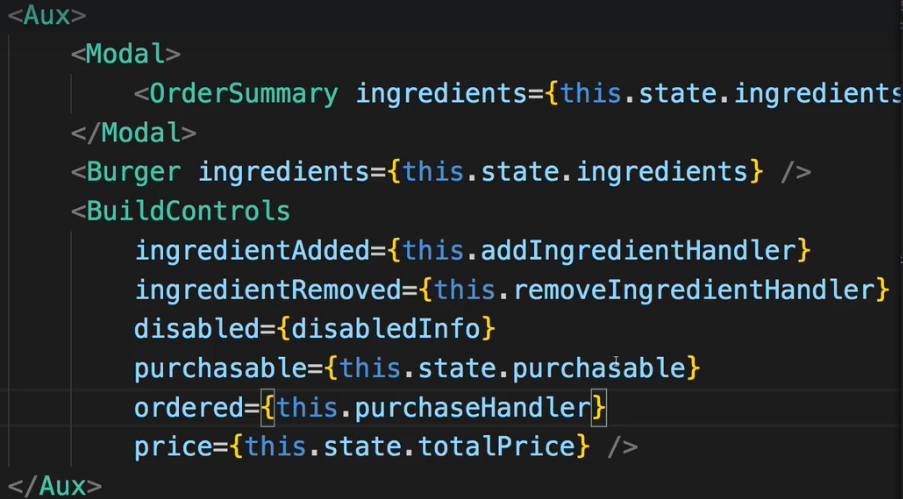 <Aux>
<Modal>
<OrderSummary ingredients={this.state.ingredients
</Modal>
<Burger ingredients={this.state.ingredients} />
<BuildControls
ingredientAdded={this.addIngredientHandler}
ingredientRemoved={this.removeIngredientHandler}
disabled={disabledInfo}
purchasable={this.state.purchasable}
ordered={this.purchaseHandler}
price={this.state.totalPrice} />
</Aux>